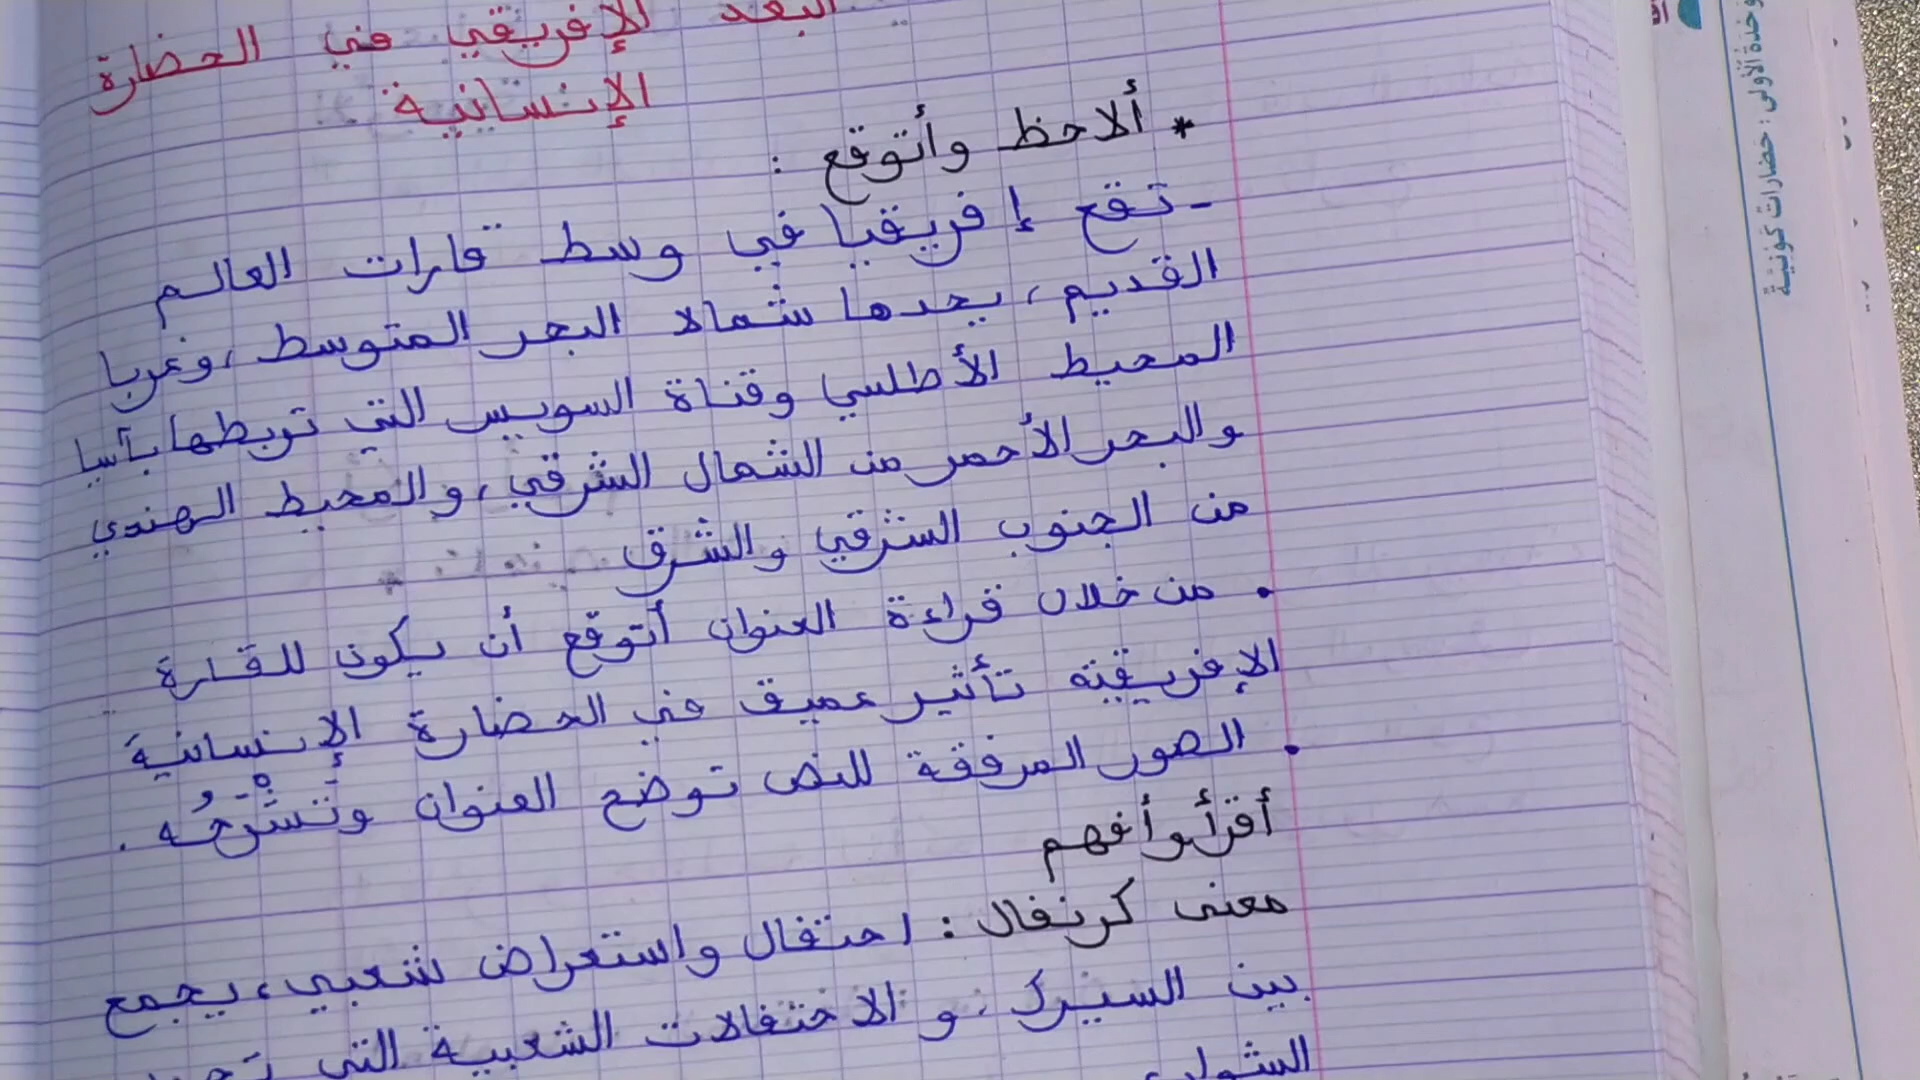 البعد الإفريقي في الحضارة
الإنسانية
* ألاحظ وأتوقع :
- تقع إفريقيا في وسط قارات العالم
القديم، يحدها شمالا البحر المتوسط، وغربا
المحيط الأطلسي وقناة السويس التي تربطها بآسيا
والبحر الأحمر من الشمال الشرقي، والمحيط الهندي
من الجنوب الشرقي والشرق
• من خلال قراءة العنوان أتوقع أن يكون للقارة
الإفريقية تأثير عميق في الحضارة الإنسانية
• الصور المرفقة للنص توضح العنوان وتَشْرَحُه .
أقرأ وأفهم
معنى كرنفال : احتفال واستعراض شعبي، يجمع
بين السيرك و الاحتفالات الشعبية التي
وحدة الأولى : حضارات كونية